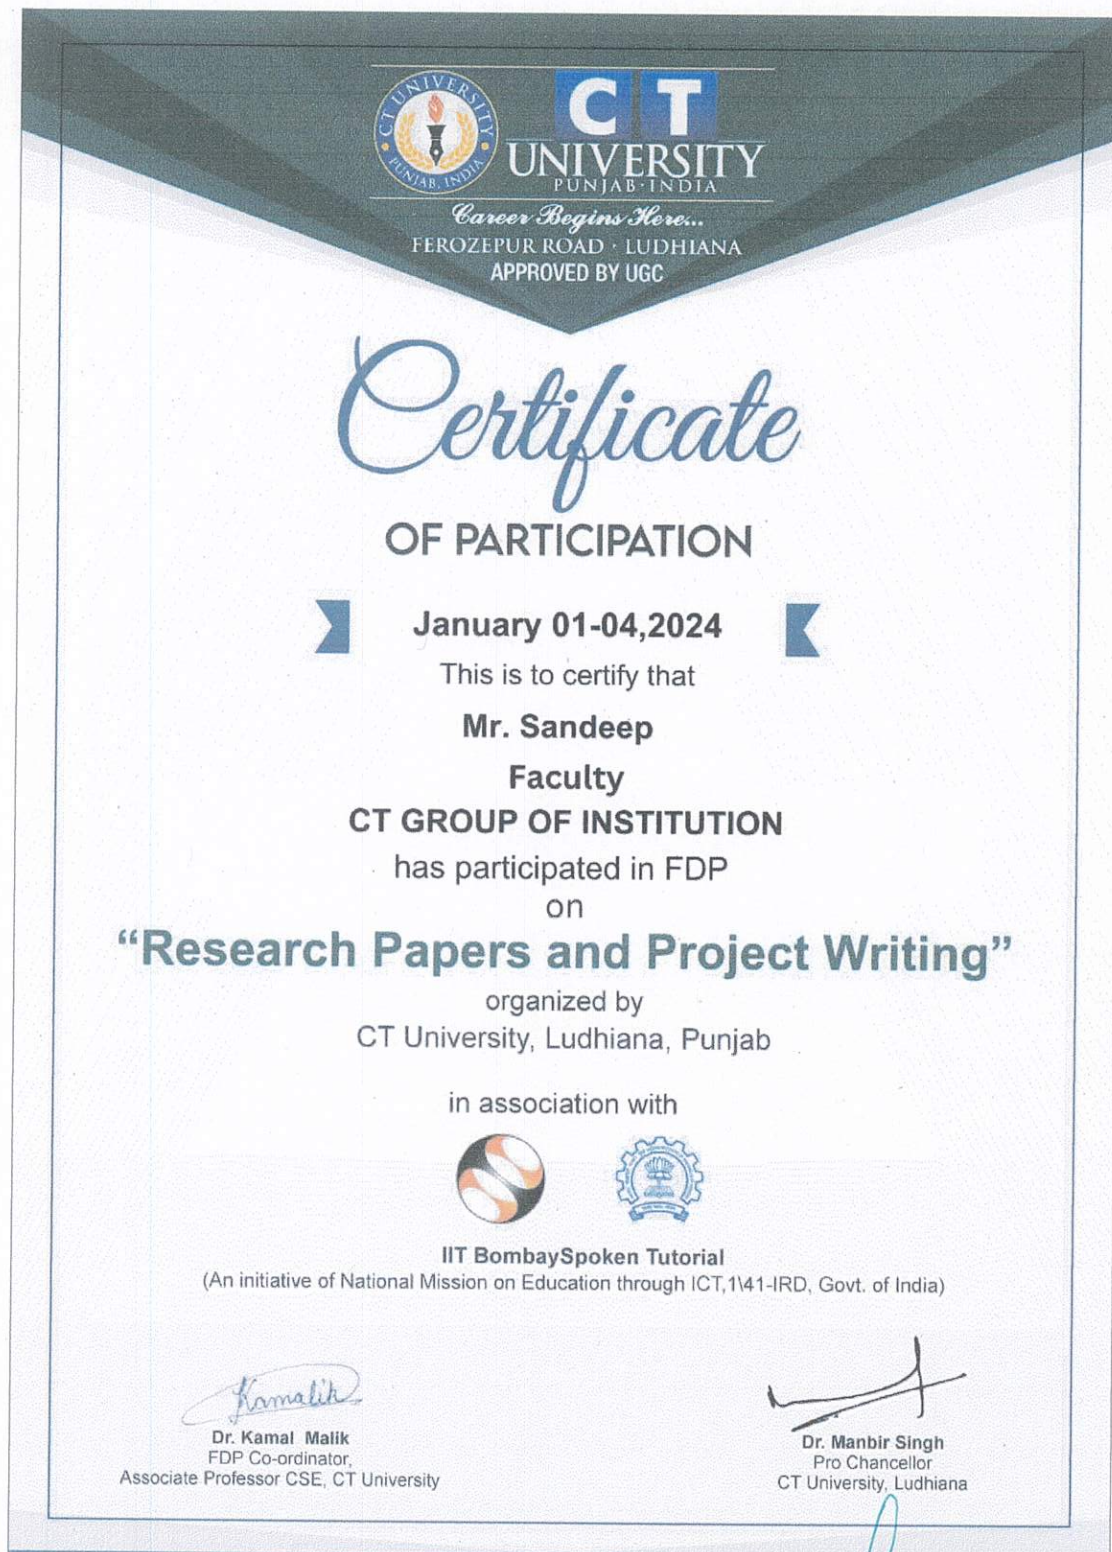 CT UNIVERSITY
PUNJAB, INDIA
CT
UNIVERSITY
PUNJAB·INDIA
Career Begins Here...
FEROZEPUR ROAD · LUDHIANA
APPROVED BY UGC
Certificate
OF PARTICIPATION
January 01-04,2024
This is to certify that
Mr. Sandeep
Faculty
CT GROUP OF INSTITUTION
has participated in FDP
on
“Research Papers and Project Writing”
organized by
CT University, Ludhiana, Punjab
in association with
IIT BombaySpoken Tutorial
(An initiative of National Mission on Education through ICT,1\41-IRD, Govt. of India)
Kamalik
Dr. Kamal Malik
FDP Co-ordinator,
Associate Professor CSE, CT University
Dr. Manbir Singh
Pro Chancellor
CT University, Ludhiana